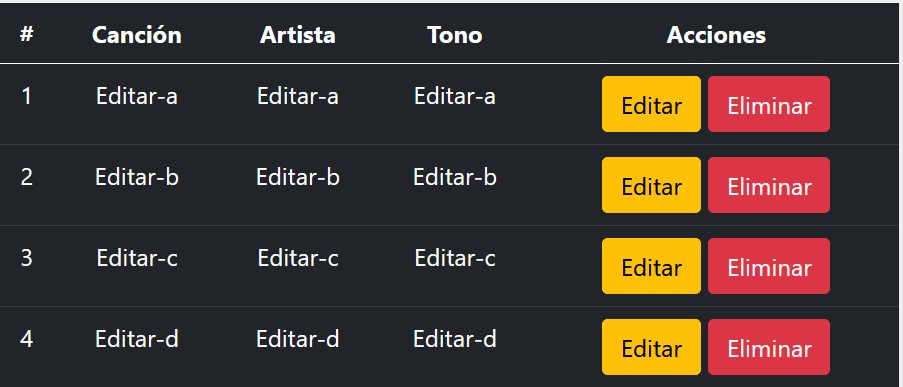 # Canción Artista Tono Acciones
1 Editar-a Editar-a Editar-a Editar Eliminar
2 Editar-b Editar-b Editar-b Editar Eliminar
3 Editar-c Editar-c Editar-c Editar Eliminar
4 Editar-d Editar-d Editar-d Editar Eliminar